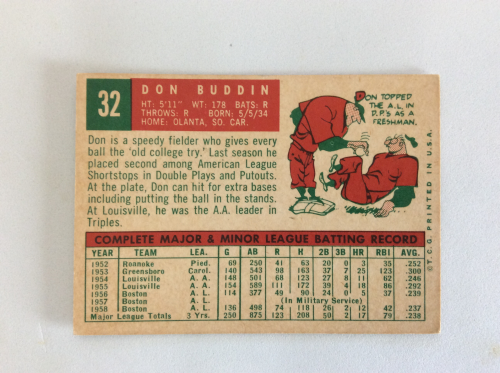 32
DON BUDDIN
HT: 5'11" WT: 178 BATS: R
THROWS: R BORN: 5/5/34
HOME: OLANTA, SO. CAR.
Don is a speedy fielder who gives every
ball the 'old college try.' Last season he
placed second among American League
Shortstops in Double Plays and Putouts.
At the plate, Don can hit for extra bases
including putting the ball in the stands.
At Louisville, he was the A.A. leader in
Triples.
DON TOPPED
THE A.L. IN
D.P.'S AS A
FRESHMAN.
©T.C.G. PRINTED IN U.S.A.
COMPLETE MAJOR & MINOR LEAGUE BATTING RECORD
YEAR TEAM LEA. G AB R H 2B 3B HR RBI AVG.
1952 Roanoke Pied. 69 250 41 63 20 0 3 35 .252
1953 Greensboro Carol. 140 543 98 163 37 7 25 123 .300
1954 Louisville A. A. 148 501 68 123 27 8 11 67
1955 Louisville A. A. 154 589 111 172 39 4 18 86 .292
1956 Boston A. L. 114 377 49 90 24 0 5 37 .239
1957 Boston (In Military Service)
1958 Boston A. L. 136 497 74 118 25 2 12 43 .237
Major League Totals 3 Yrs. 250 875 123 208 50 2 17 79 .238